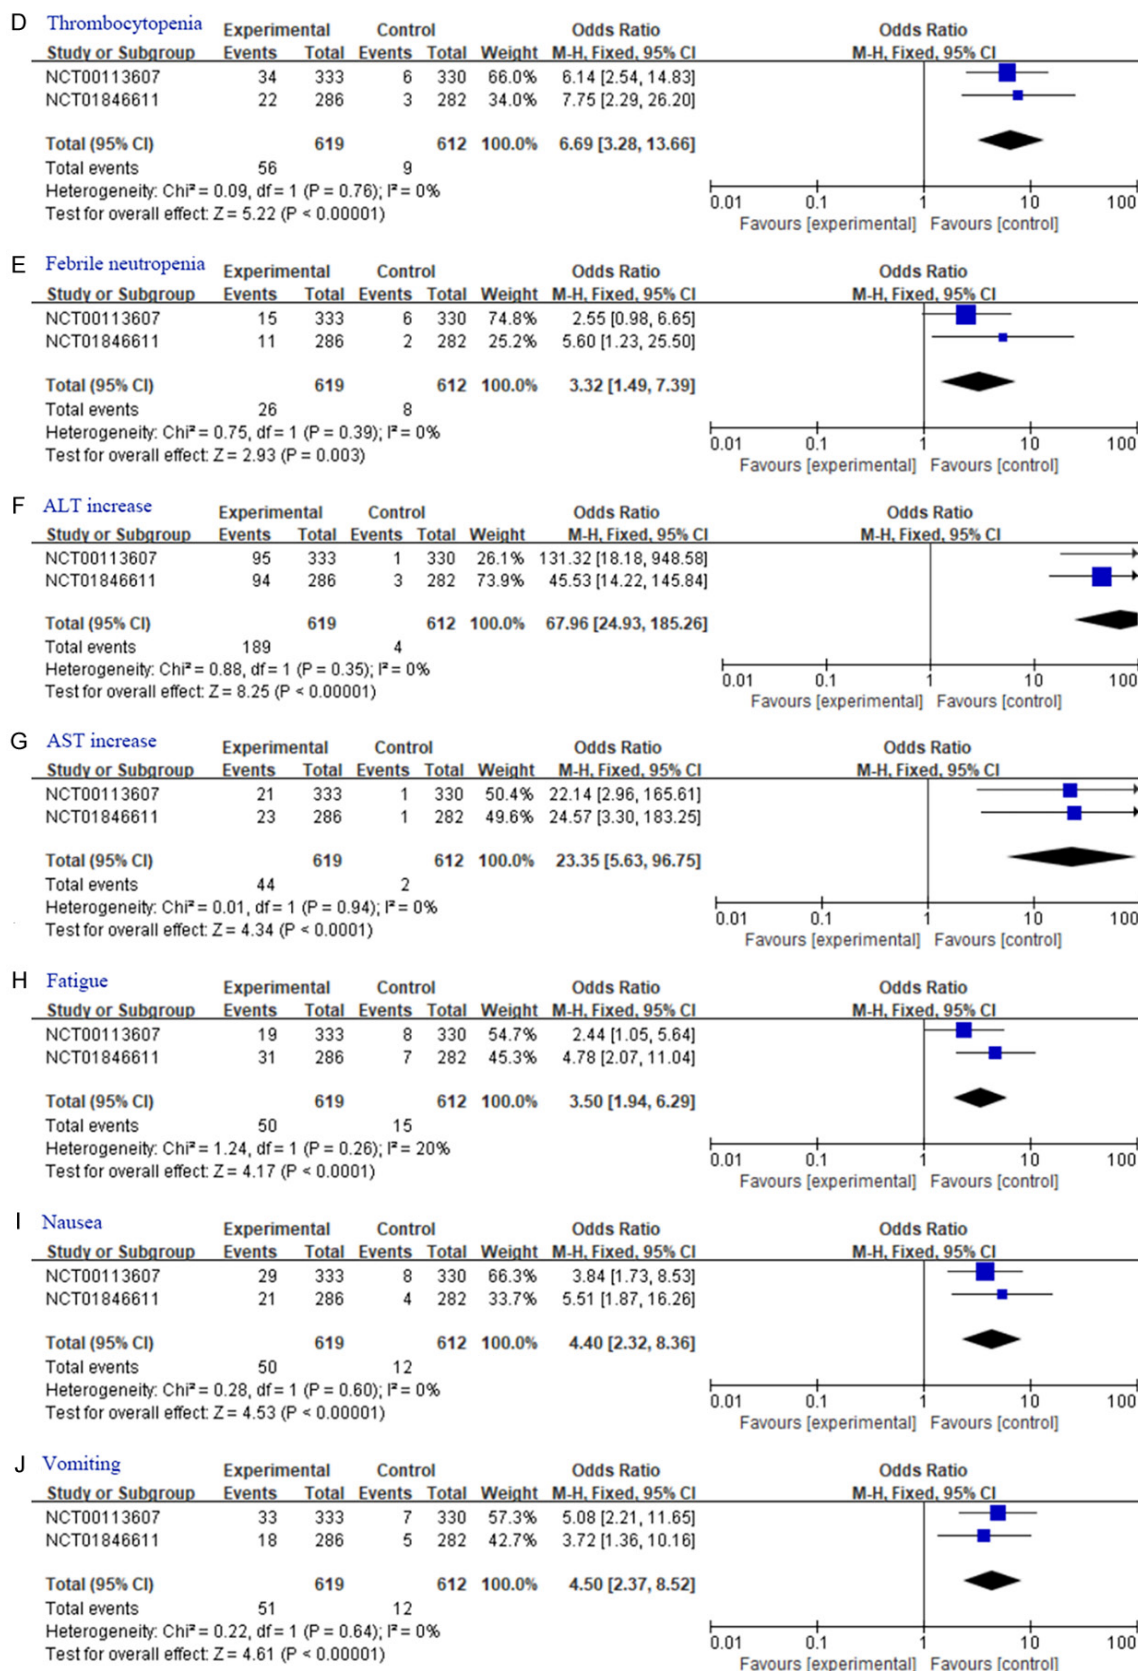 D Thrombocytopenia Experimental Control Odds Ratio Odds Ratio
Study or Subgroup Events Total Events Total Weight M-H, Fixed, 95% CI M-H, Fixed, 95% CI
NCT00113607 34 333 6 330 66.0% 6.14 [2.54, 14.83]
NCT01846611 22 286 3 282 34.0% 7.75 [2.29, 26.20]
Total (95% CI) 619 612 100.0% 6.69 [3.28, 13.66]
Total events 56 9
Heterogeneity: Chi² = 0.09, df = 1 (P = 0.76); I² = 0%
Test for overall effect: Z = 5.22 (P < 0.00001)
0.01 0.1 1 10 100
Favours [experimental] Favours [control]
E Febrile neutropenia Experimental Control Odds Ratio Odds Ratio
Study or Subgroup Events Total Events Total Weight M-H, Fixed, 95% CI M-H, Fixed, 95% CI
NCT00113607 15 333 6 330 74.8% 2.55 [0.98, 6.65]
NCT01846611 11 286 2 282 25.2% 5.60 [1.23, 25.50]
Total (95% CI) 619 612 100.0% 3.32 [1.49, 7.39]
Total events 26 8
Heterogeneity: Chi² = 0.75, df = 1 (P = 0.39); I² = 0%
Test for overall effect: Z = 2.93 (P = 0.003)
0.01 0.1 1 10 100
Favours [experimental] Favours [control]
F ALT increase Experimental Control Odds Ratio Odds Ratio
Study or Subgroup Events Total Events Total Weight M-H, Fixed, 95% CI M-H, Fixed, 95% CI
NCT00113607 95 333 1 330 26.1% 131.32 [18.18, 948.58]
NCT01846611 94 286 3 282 73.9% 45.53 [14.22, 145.84]
Total (95% CI) 619 612 100.0% 67.96 [24.93, 185.26]
Total events 189 4
Heterogeneity: Chi² = 0.88, df = 1 (P = 0.35); I² = 0%
Test for overall effect: Z = 8.25 (P < 0.00001)
0.01 0.1 1 10 100
Favours [experimental] Favours [control]
G AST increase Experimental Control Odds Ratio Odds Ratio
Study or Subgroup Events Total Events Total Weight M-H, Fixed, 95% CI M-H, Fixed, 95% CI
NCT00113607 21 333 1 330 50.4% 22.14 [2.96, 165.61]
NCT01846611 23 286 1 282 49.6% 24.57 [3.30, 183.25]
Total (95% CI) 619 612 100.0% 23.35 [5.63, 96.75]
Total events 44 2
Heterogeneity: Chi² = 0.01, df = 1 (P = 0.94); I² = 0%
Test for overall effect: Z = 4.34 (P < 0.0001)
0.01 0.1 1 10 100
Favours [experimental] Favours [control]
H Fatigue Experimental Control Odds Ratio Odds Ratio
Study or Subgroup Events Total Events Total Weight M-H, Fixed, 95% CI M-H, Fixed, 95% CI
NCT00113607 19 333 8 330 54.7% 2.44 [1.05, 5.64]
NCT01846611 31 286 7 282 45.3% 4.78 [2.07, 11.04]
Total (95% CI) 619 612 100.0% 3.50 [1.94, 6.29]
Total events 50 15
Heterogeneity: Chi² = 1.24, df = 1 (P = 0.26); I² = 20%
Test for overall effect: Z = 4.17 (P < 0.0001)
0.01 0.1 1 10 100
Favours [experimental] Favours [control]
I Nausea Experimental Control Odds Ratio Odds Ratio
Study or Subgroup Events Total Events Total Weight M-H, Fixed, 95% CI M-H, Fixed, 95% CI
NCT00113607 29 333 8 330 66.3% 3.84 [1.73, 8.53]
NCT01846611 21 286 4 282 33.7% 5.51 [1.87, 16.26]
Total (95% CI) 619 612 100.0% 4.40 [2.32, 8.36]
Total events 50 12
Heterogeneity: Chi² = 0.28, df = 1 (P = 0.60); I² = 0%
Test for overall effect: Z = 4.53 (P < 0.00001)
0.01 0.1 1 10 100
Favours [experimental] Favours [control]
J Vomiting Experimental Control Odds Ratio Odds Ratio
Study or Subgroup Events Total Events Total Weight M-H, Fixed, 95% CI M-H, Fixed, 95% CI
NCT00113607 33 333 7 330 57.3% 5.08 [2.21, 11.65]
NCT01846611 18 286 5 282 42.7% 3.72 [1.36, 10.16]
Total (95% CI) 619 612 100.0% 4.50 [2.37, 8.52]
Total events 51 12
Heterogeneity: Chi² = 0.22, df = 1 (P = 0.64); I² = 0%
Test for overall effect: Z = 4.61 (P < 0.00001)
0.01 0.1 1 10 100
Favours [experimental] Favours [control]